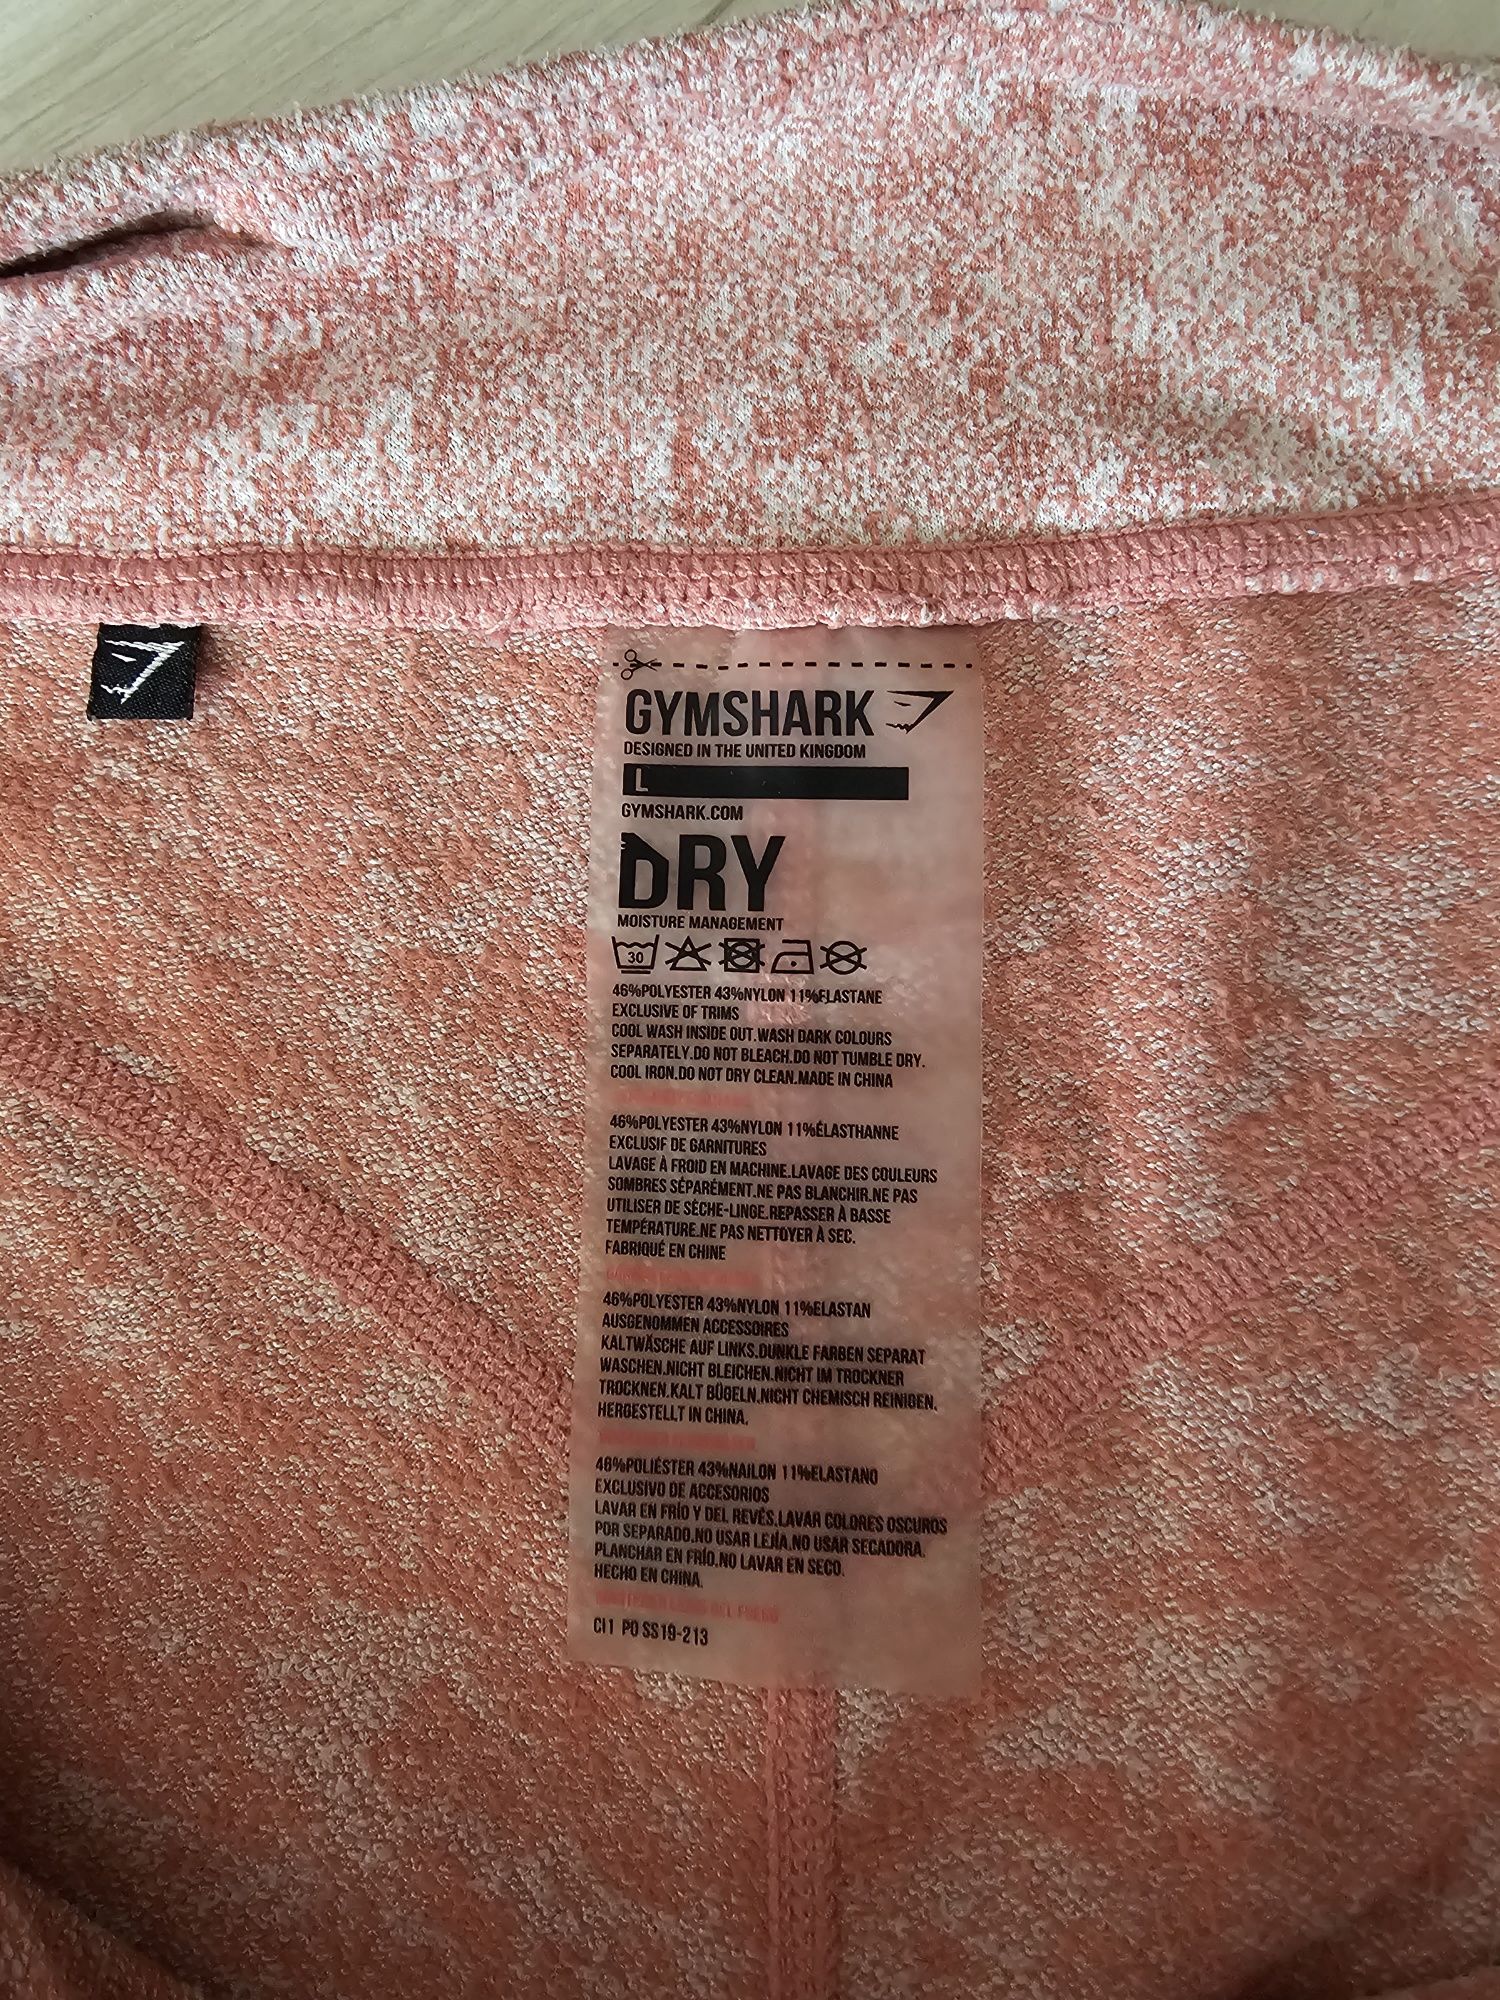 GYMSHARK
DESIGNED IN THE UNITED KINGDOM
L
GYMSHARK.COM
DRY
MOISTURE MANAGEMENT
30
46%POLYESTER 43%NYLON 11%ELASTANE
EXCLUSIVE OF TRIMS
COOL WASH INSIDE OUT.WASH DARK COLOURS
SEPARATELY.DO NOT BLEACH.DO NOT TUMBLE DRY.
COOL IRON.DO NOT DRY CLEAN.MADE IN CHINA
46%POLYESTER 43%NYLON 11%ÉLASTHANNE
EXCLUSIF DE GARNITURES
LAVAGE À FROID EN MACHINE.LAVAGE DES COULEURS
SOMBRES SÉPARÉMENT.NE PAS BLANCHIR.NE PAS
UTILISER DE SÈCHE-LINGE.REPASSER À BASSE
TEMPÉRATURE.NE PAS NETTOYER À SEC.
FABRIQUÉ EN CHINE
46%POLYESTER 43%NYLON 11%ELASTAN
AUSGENOMMEN ACCESSOIRES
KALTWÄSCHE AUF LINKS.DUNKLE FARBEN SEPARAT
WASCHEN.NICHT BLEICHEN.NICHT IM TROCKNER
TROCKNEN.KALT BÜGELN.NICHT CHEMISCH REINIGEN.
HERGESTELLT IN CHINA.
46%POLIÉSTER 43%NAILON 11%ELASTANO
EXCLUSIVO DE ACCESORIOS
LAVAR EN FRÍO Y DEL REVÉS.LAVAR COLORES OSCUROS
POR SEPARADO.NO USAR LEJÍA.NO USAR SECADORA.
PLANCHAR EN FRÍO.NO LAVAR EN SECO.
HECHO EN CHINA.
DEL FUEGO
CI1 PO SS19-213